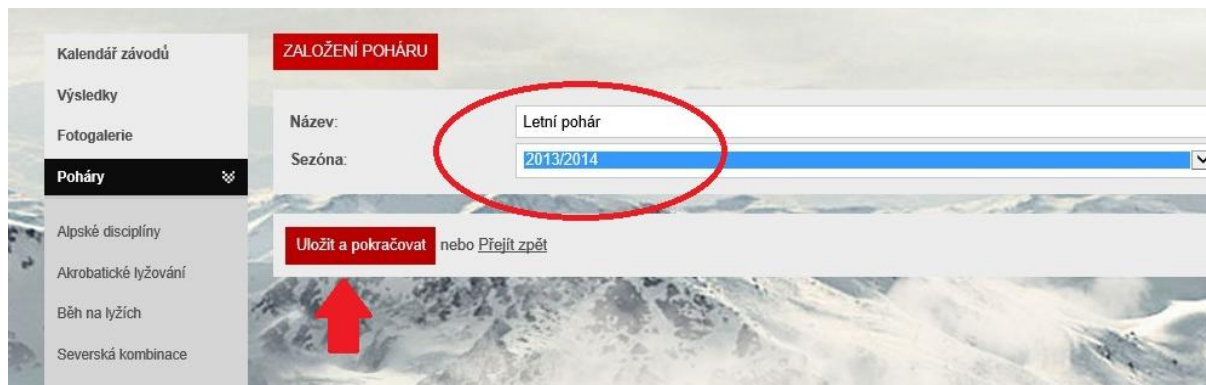 Kalendář závodů
Výsledky
Fotogalerie
Poháry
Alpské disciplíny
Akrobatické lyžování
Běh na lyžích
Severská kombinace
ZALOŽENÍ POHÁRU
Název: Letní pohár
Sezóna: 2013/2014
Uložit a pokračovat nebo Přejít zpět